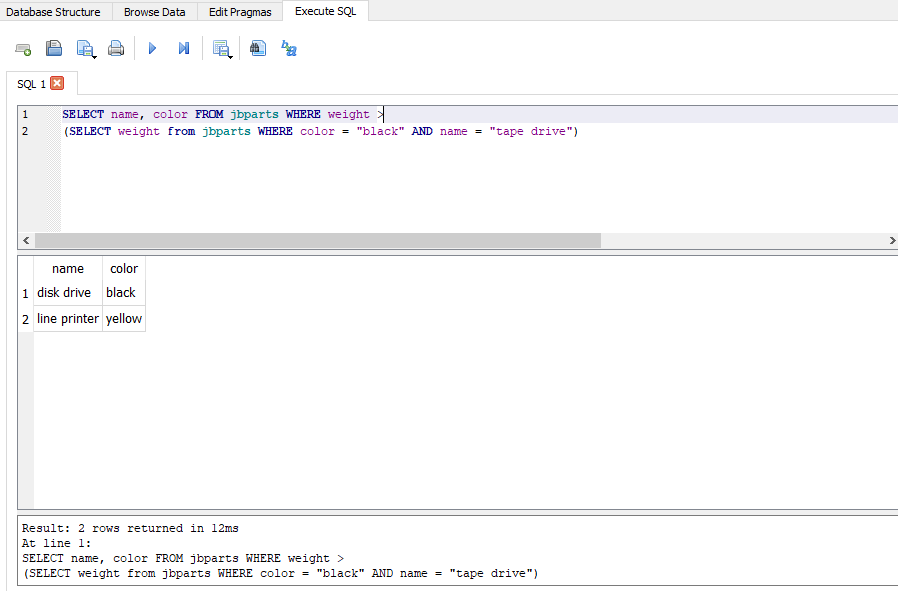 Database Structure Browse Data Edit Pragmas Execute SQL
SQL 1
1 SELECT name, color FROM jbparts WHERE weight >
2 (SELECT weight from jbparts WHERE color = "black" AND name = "tape drive")
name color
1 disk drive black
2 line printer yellow
Result: 2 rows returned in 12ms
At line 1:
SELECT name, color FROM jbparts WHERE weight >
(SELECT weight from jbparts WHERE color = "black" AND name = "tape drive")